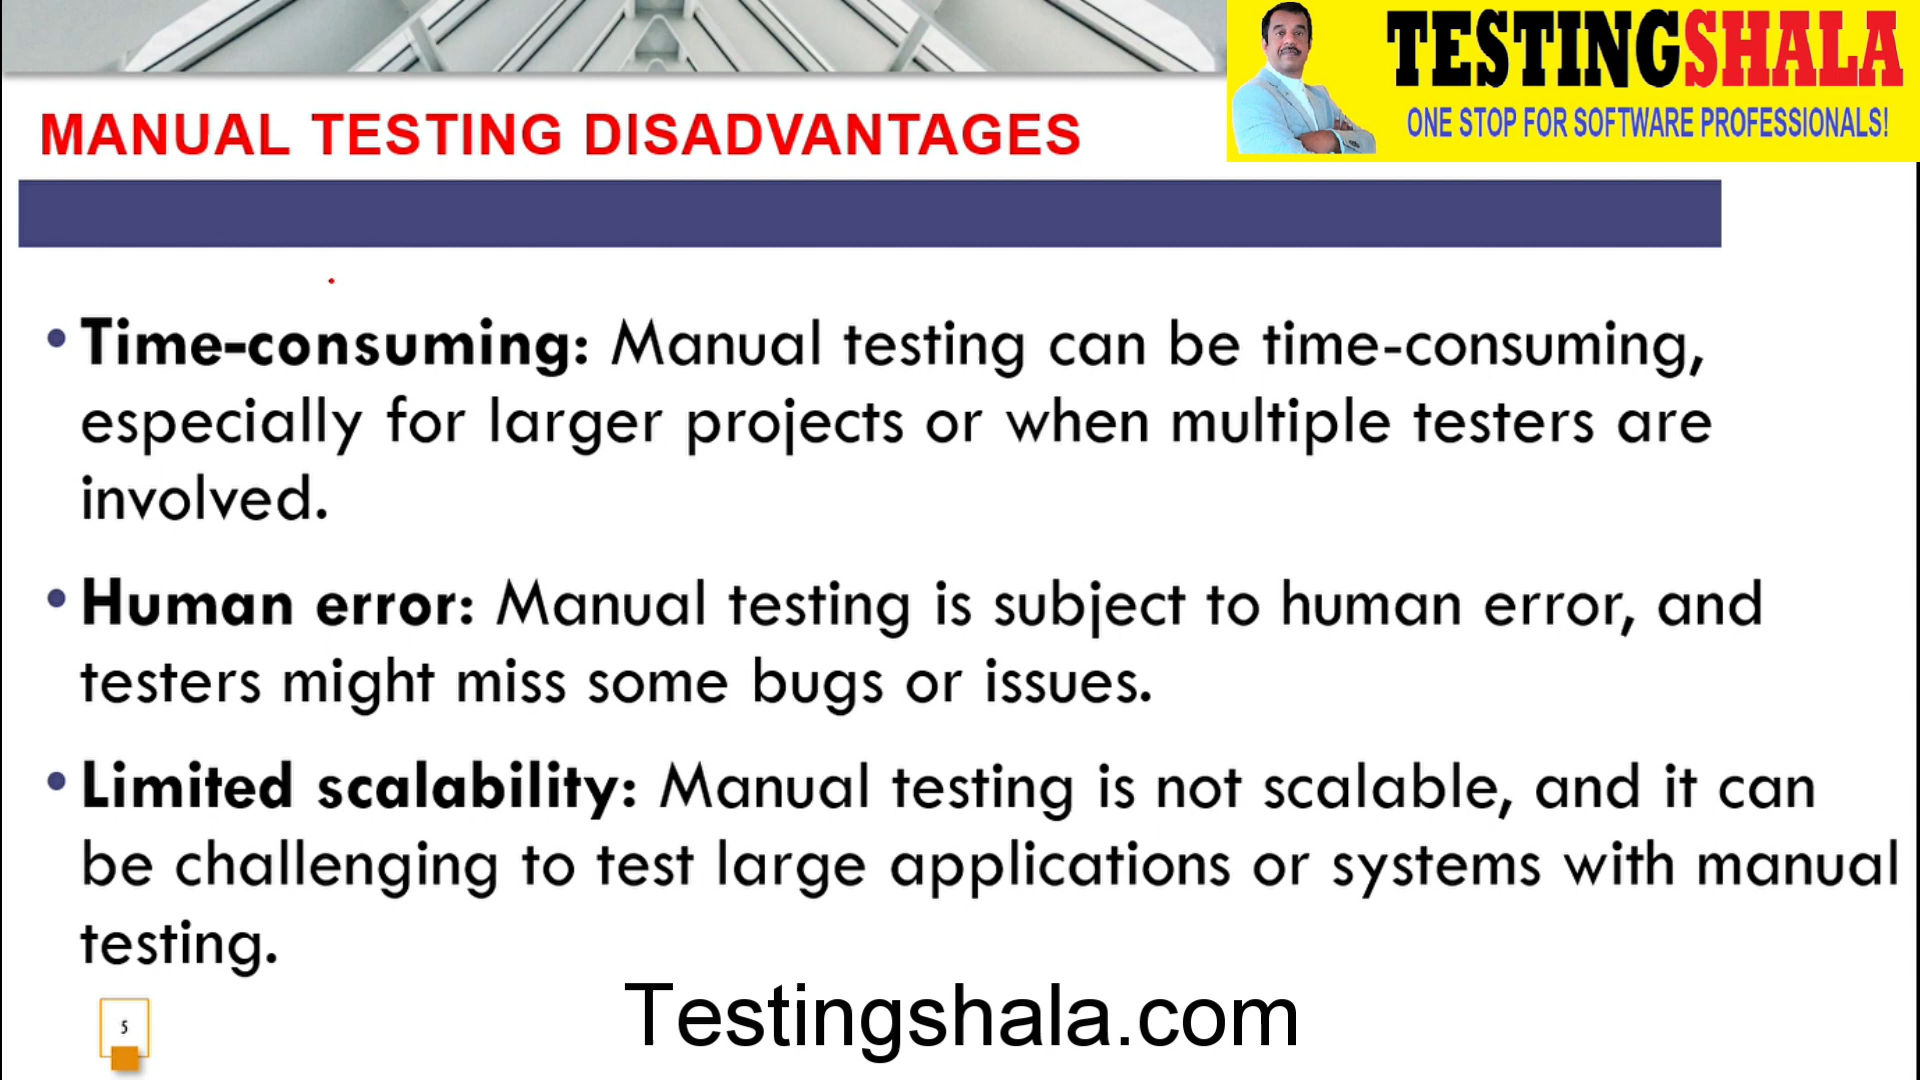 TESTINGSHALA
ONE STOP FOR SOFTWARE PROFESSIONALS!
MANUAL TESTING DISADVANTAGES
• Time-consuming: Manual testing can be time-consuming,
especially for larger projects or when multiple testers are
involved.
• Human error: Manual testing is subject to human error, and
testers might miss some bugs or issues.
• Limited scalability: Manual testing is not scalable, and it can
be challenging to test large applications or systems with manual
testing.
5
Testingshala.com